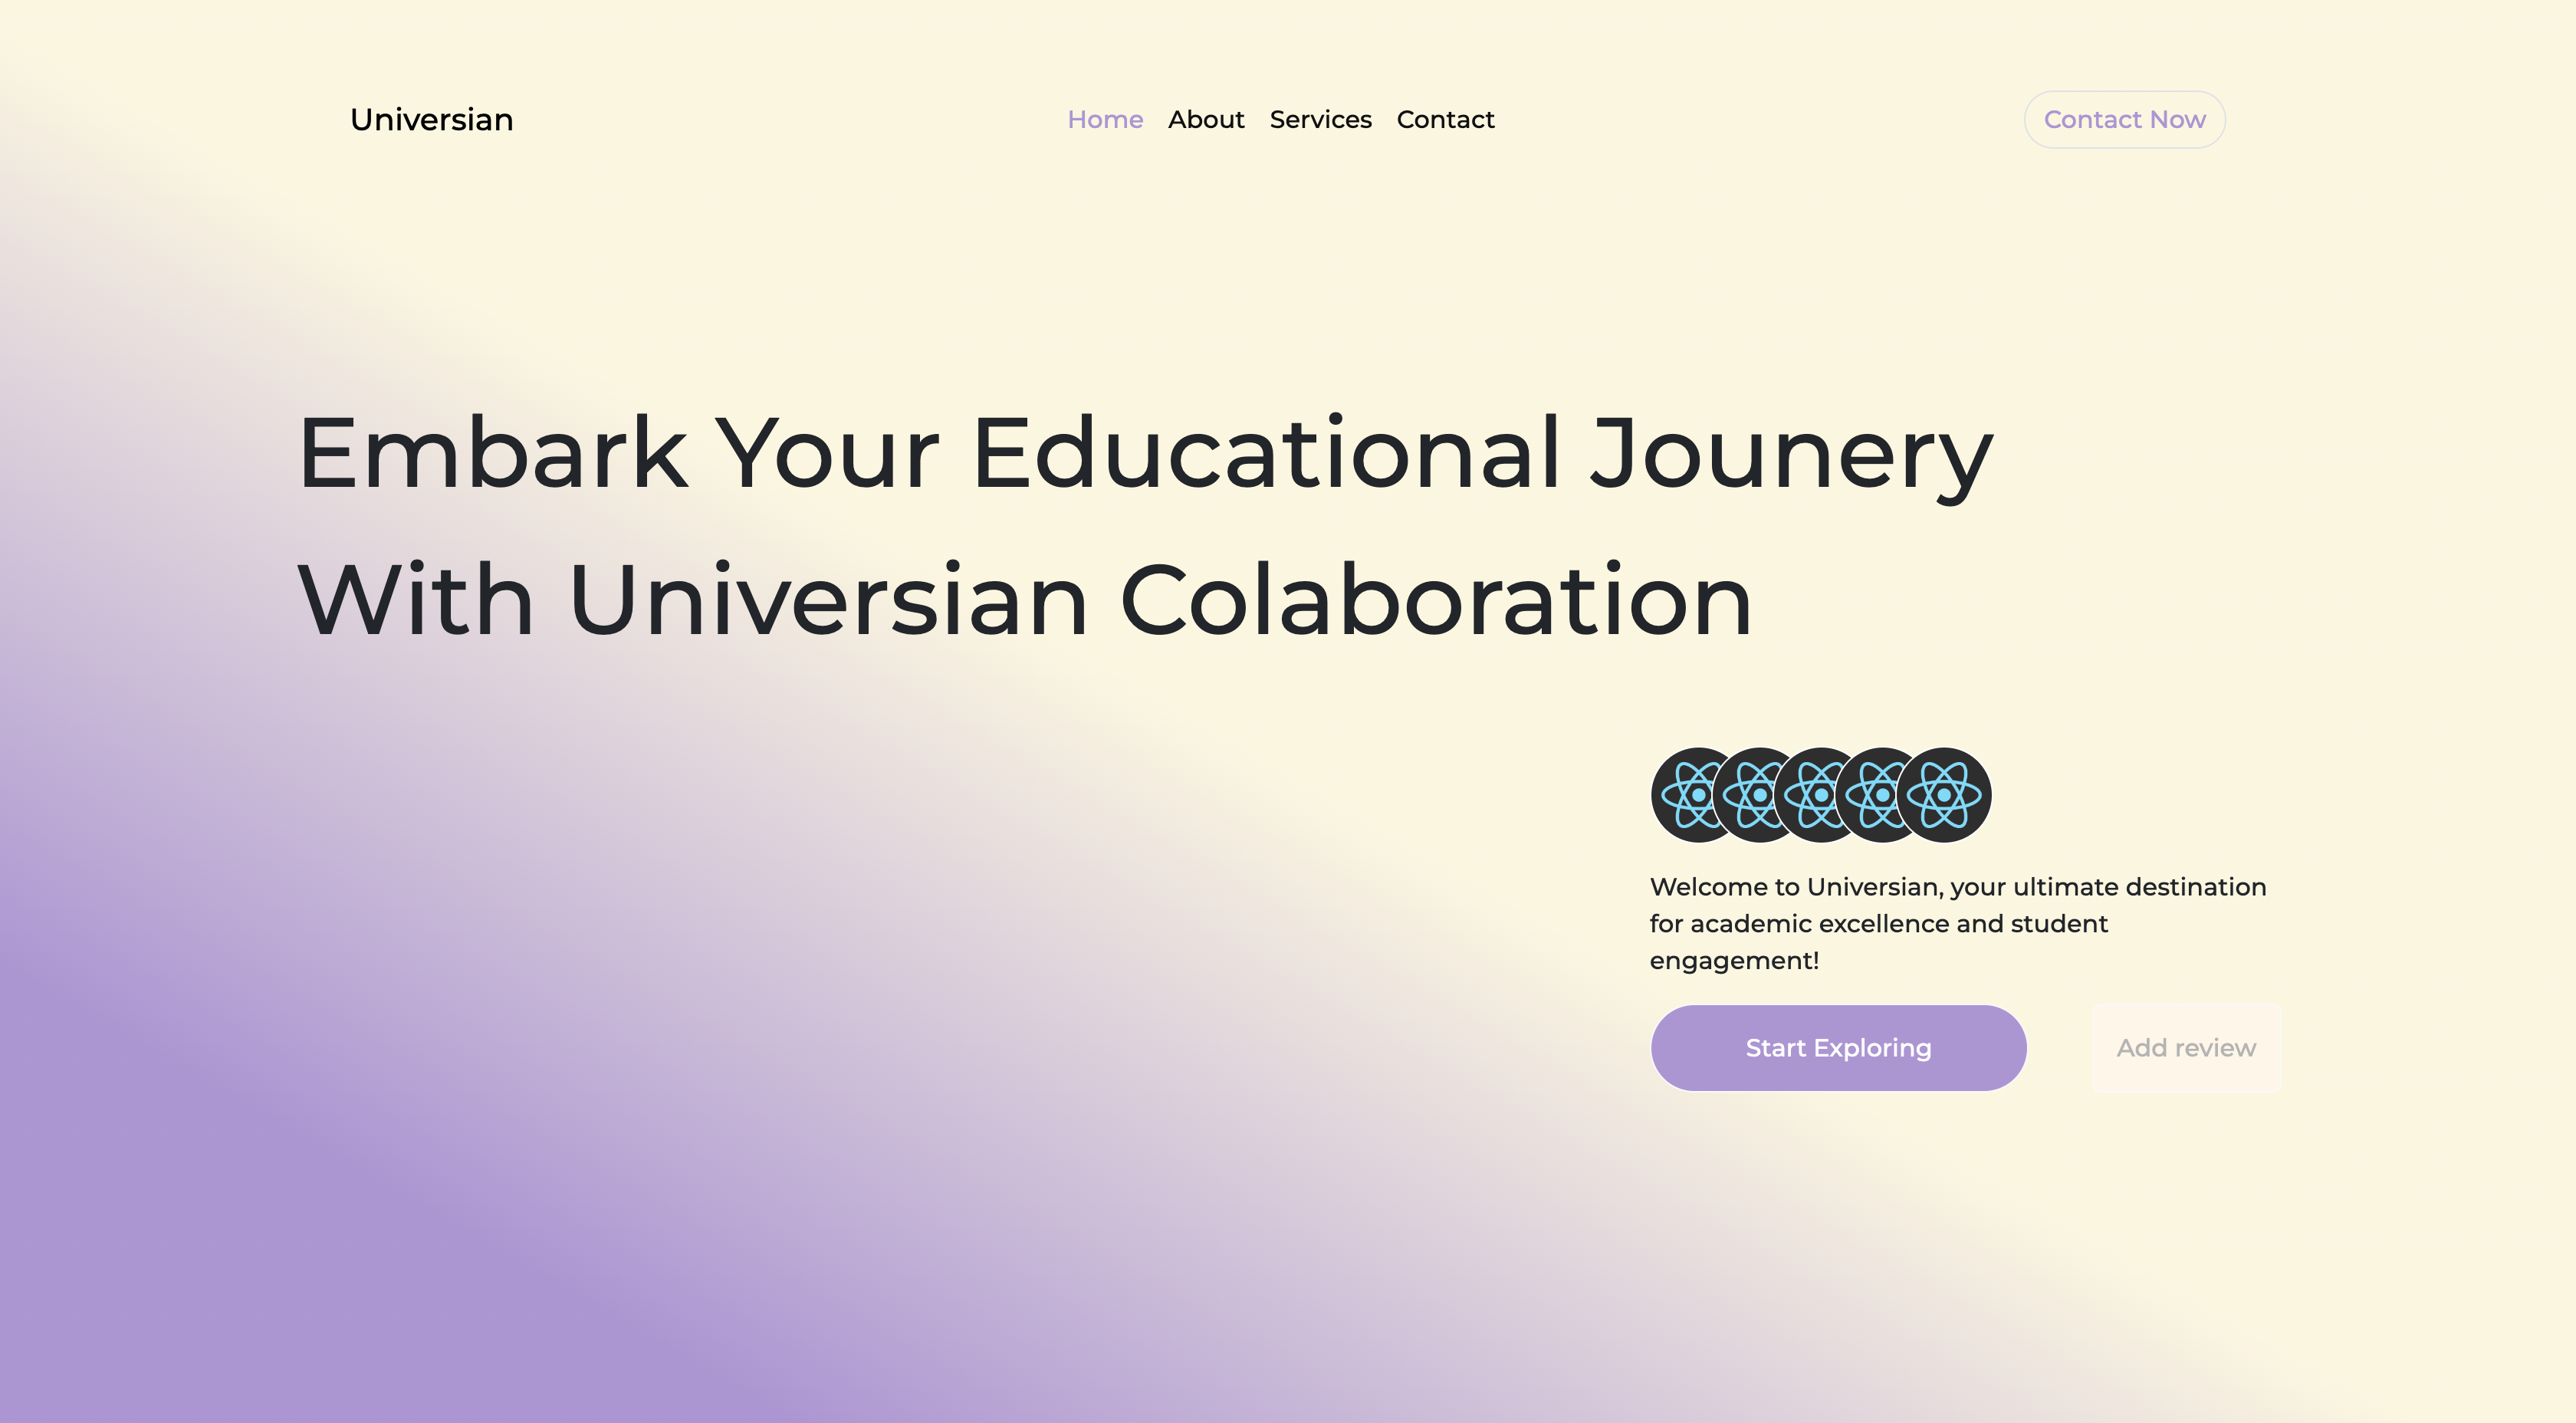 Universian
Home About Services Contact
Contact Now
Embark Your Educational Jounery
With Universian Colaboration
Welcome to Universian, your ultimate destination
for academic excellence and student
engagement!
Start Exploring
Add review